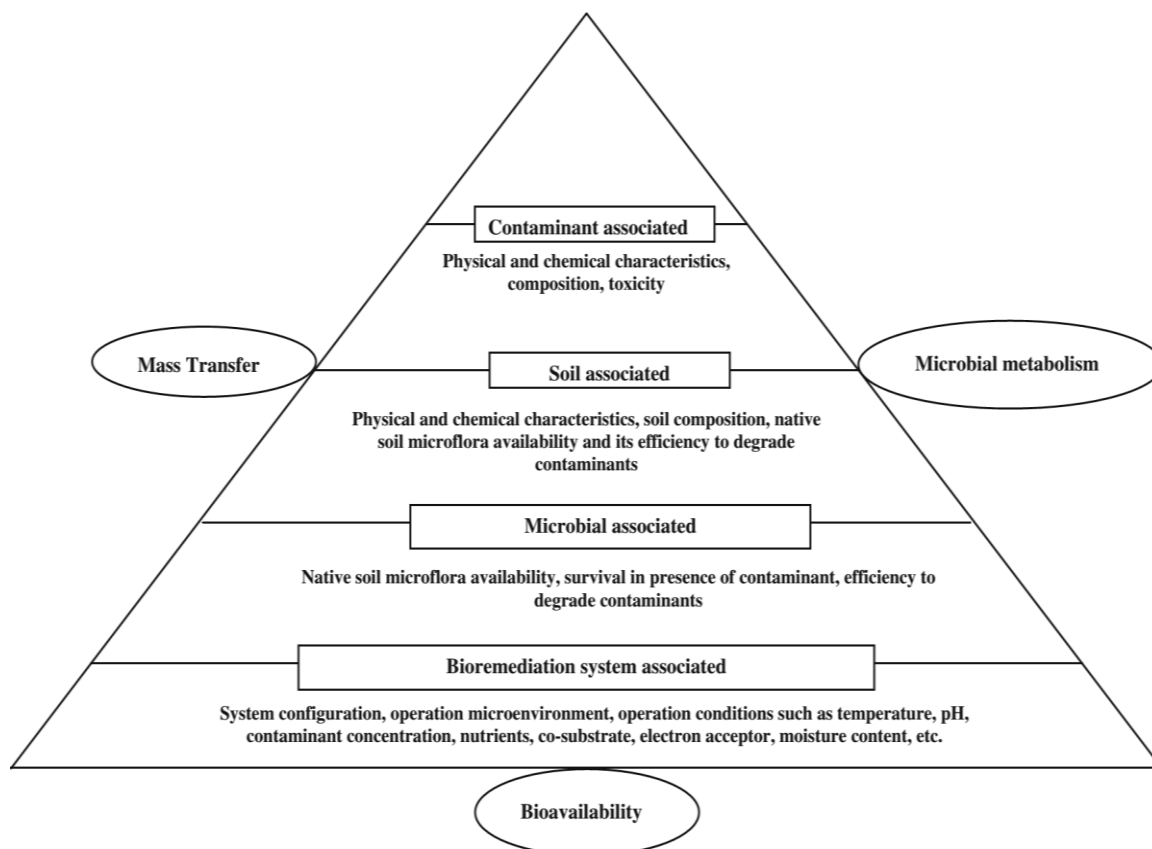 Contaminant associated
Physical and chemical characteristics,
composition, toxicity
Mass Transfer
Microbial metabolism
Soil associated
Physical and chemical characteristics, soil composition, native
soil microflora availability and its efficiency to degrade
contaminants
Microbial associated
Native soil microflora availability, survival in presence of contaminant, efficiency to
degrade contaminants
Bioremediation system associated
System configuration, operation microenvironment, operation conditions such as temperature, pH,
contaminant concentration, nutrients, co-substrate, electron acceptor, moisture content, etc.
Bioavailability